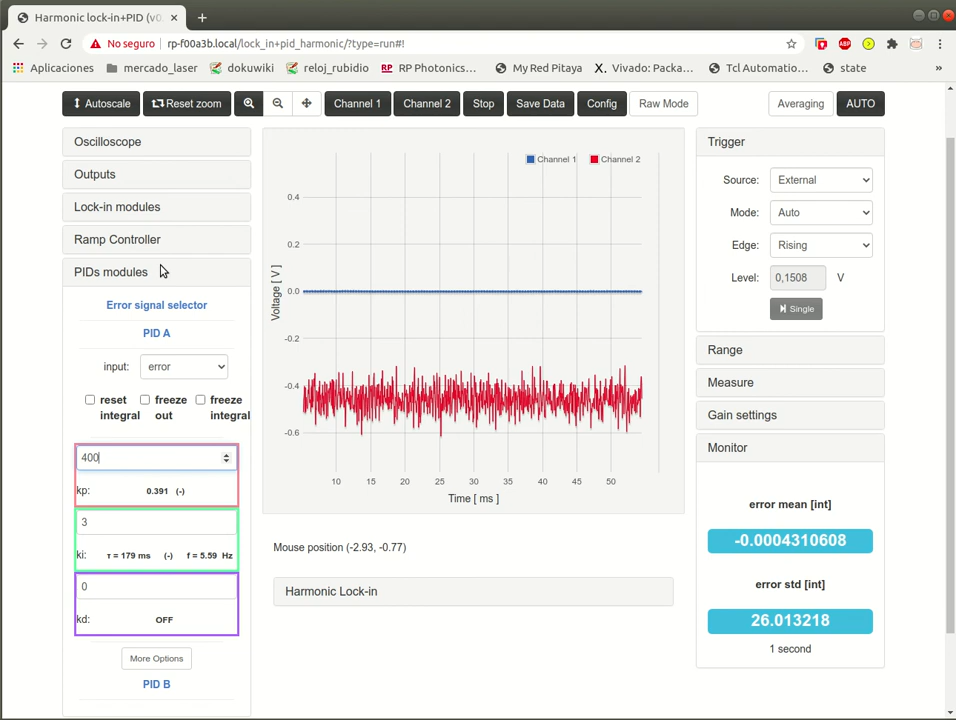 Harmonic lock-in+PID (v0.
No seguro
rp-f00a3b.local/lock_in+pid_harmonic/?type=run#!
Aplicaciones
mercado_laser
dokuwiki
reloj_rubidio
RP
RP Photonics...
My Red Pitaya
X.
Vivado: Packa...
Tcl Automatio...
state
»
ABP
Autoscale
Reset zoom
Channel 1
Channel 2
Stop
Save Data
Config
Raw Mode
Averaging
AUTO
Oscilloscope
Outputs
Lock-in modules
Ramp Controller
PIDs modules
Error signal selector
PID A
input:
error
reset integral
freeze out
freeze integral
400
kp: 0.391 (-)
3
ki: τ = 179 ms (-) f = 5.59 Hz
0
kd: OFF
More Options
PID B
Channel 1
Channel 2
Voltage [ V ]
0.4
0.2
0.0
-0.2
-0.4
-0.6
10 15 20 25 30 35 40 45 50
Time [ ms ]
Mouse position (-2.93, -0.77)
Harmonic Lock-in
Trigger
Source: External
Mode: Auto
Edge: Rising
Level: 0,1508 V
Single
Range
Measure
Gain settings
Monitor
error mean [int]
-0.0004310608
error std [int]
26.013218
1 second